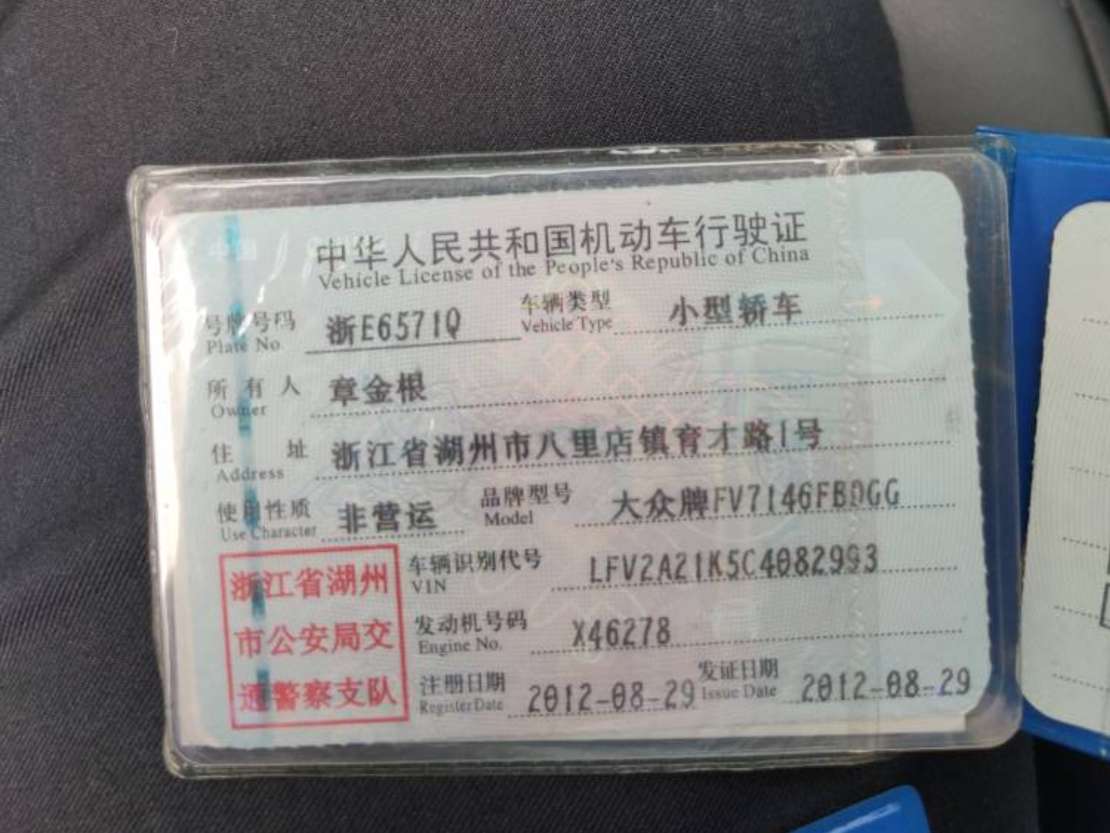 中华人民共和国机动车行驶证
Vehicle License of the People's Republic of China
号牌号码 浙E6571Q 车辆类型 小型轿车
Plate No. Vehicle Type
所有人 章金根
Owner
住址 浙江省湖州市八里店镇育才路1号
Address
使用性质 非营运 品牌型号 大众牌FV7146FBDGG
Use Character Model
浙江省湖州 车辆识别代号 LFV2A21K5C4082993
VIN
市公安局交 发动机号码 X46278
Engine No.
通警察支队 注册日期 2012-08-29 发证日期 2012-08-29
Register Date Issue Date